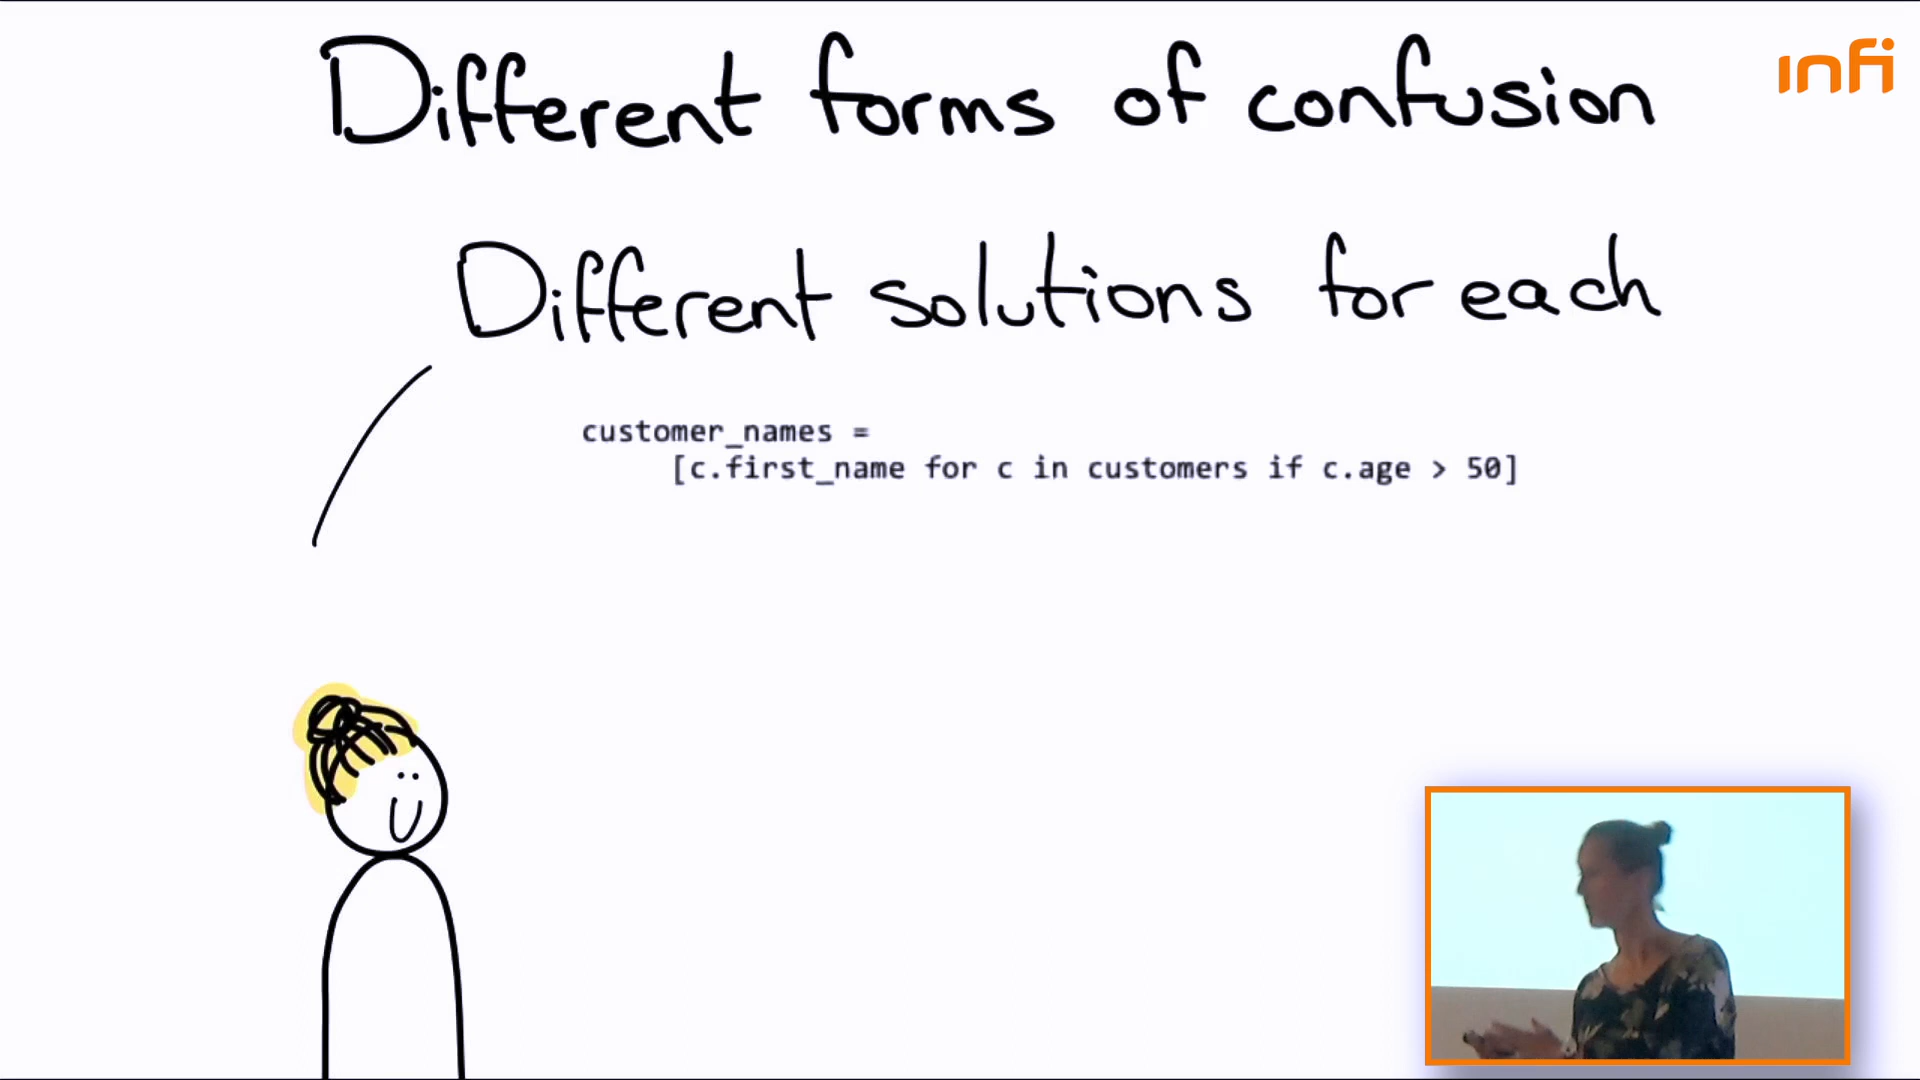 Different forms of confusion
infi
Different solutions for each
customer_names =
[c.first_name for c in customers if c.age > 50]